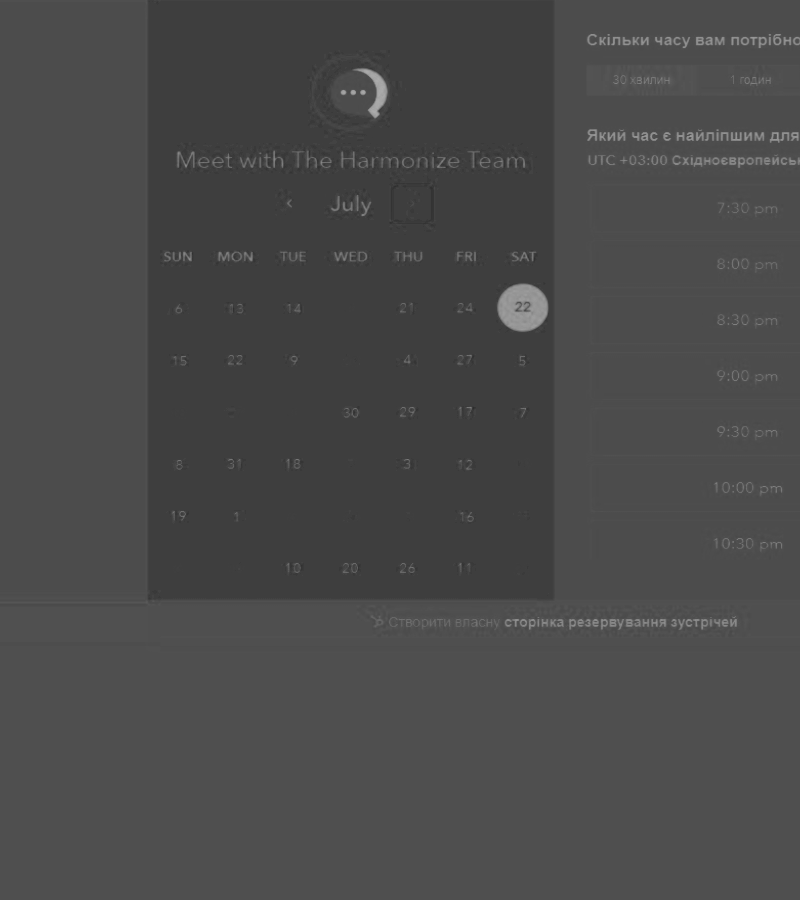 Meet with The Harmonize Team
July
SUN MON TUE WED THU FRI SAT
6 13 14 21 24 22
15 22 9 4 27 5
30 29 17 7
8 31 18 3 12
19 1 16
10 20 26 11
Скільки часу вам потрібно
30 хвилин 1 годин
Який час є найліпшим для
UTC +03:00 Східноєвропейськ
7:30 pm
8:00 pm
8:30 pm
9:00 pm
9:30 pm
10:00 pm
10:30 pm
Створити власну сторінка резервування зустрічей